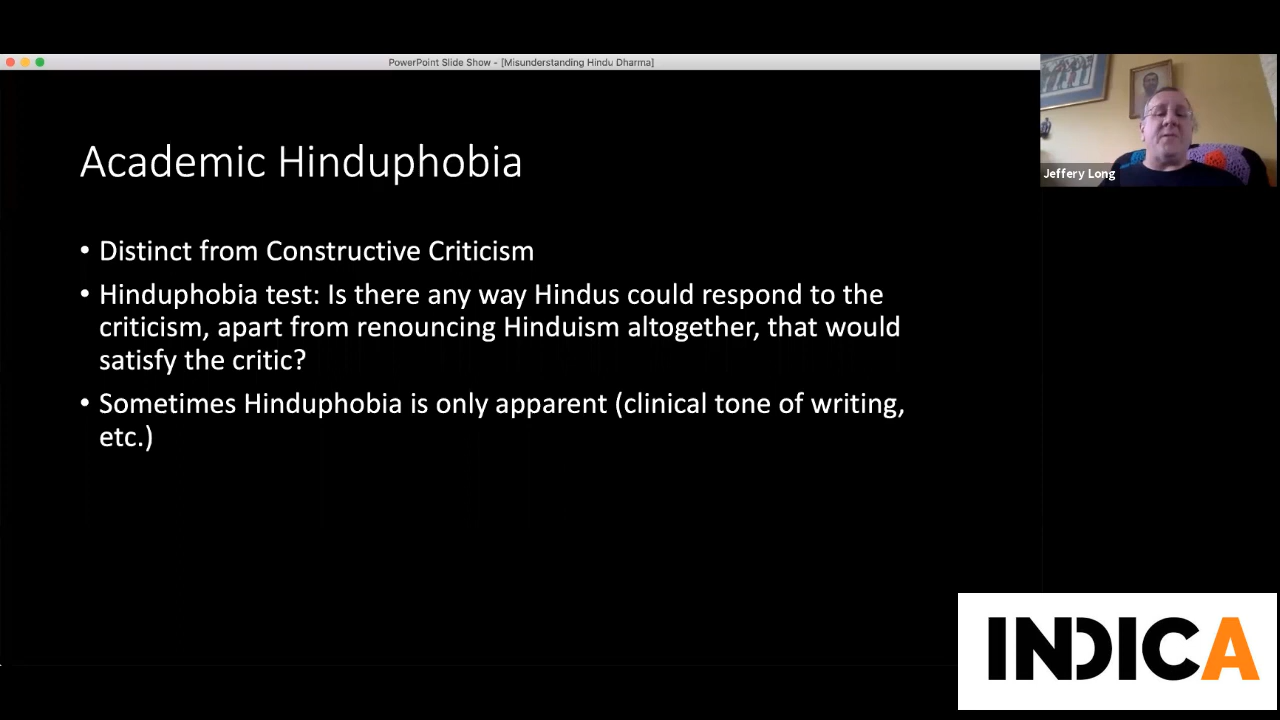 PowerPoint Slide Show - [Misunderstanding Hindu Dharma]
Academic Hinduphobia
• Distinct from Constructive Criticism
• Hinduphobia test: Is there any way Hindus could respond to the
criticism, apart from renouncing Hinduism altogether, that would
satisfy the critic?
• Sometimes Hinduphobia is only apparent (clinical tone of writing,
etc.)
Jeffery Long
INDICA